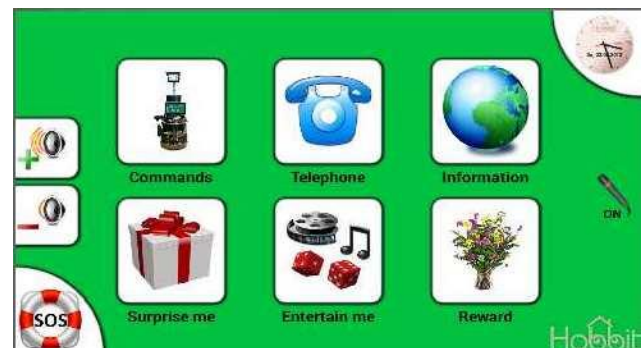 Commands
Telephone
Information
ON
Surprise me
Entertain me
Reward
SOS
Hobbit